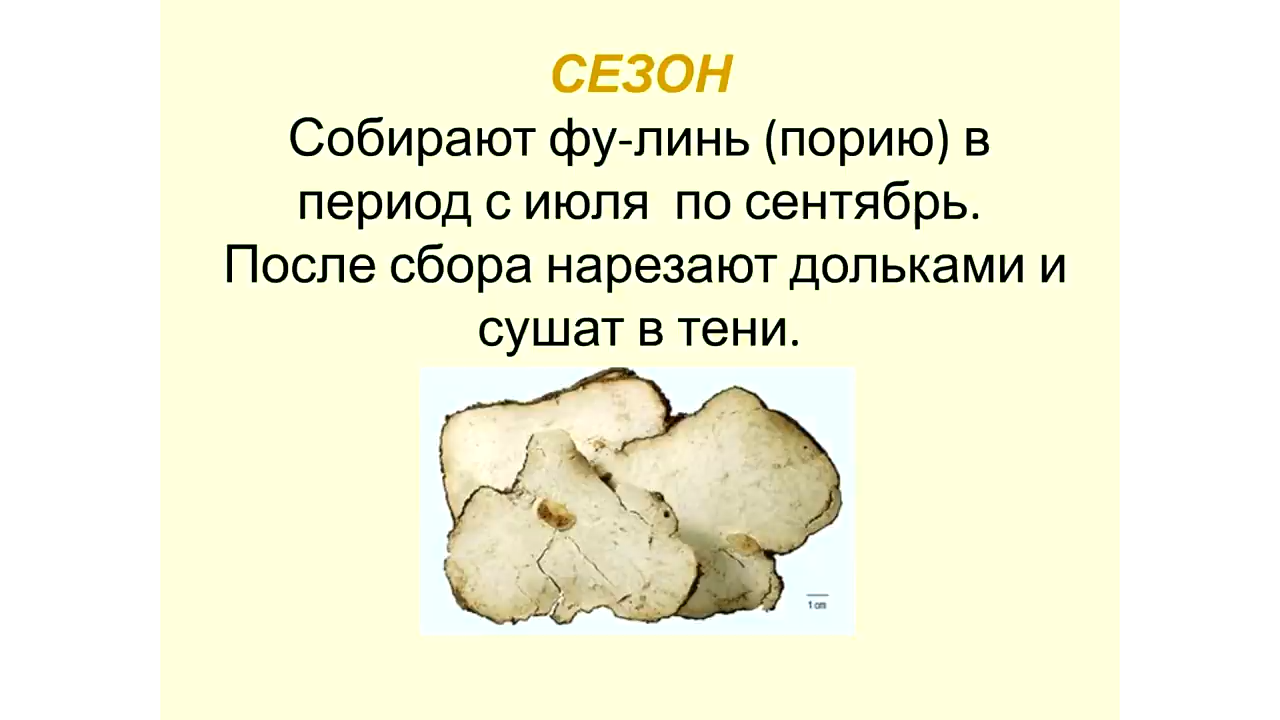 СЕЗОН
Собирают фу-линь (порию) в
период с июля по сентябрь.
После сбора нарезают дольками и
сушат в тени.
1 cm